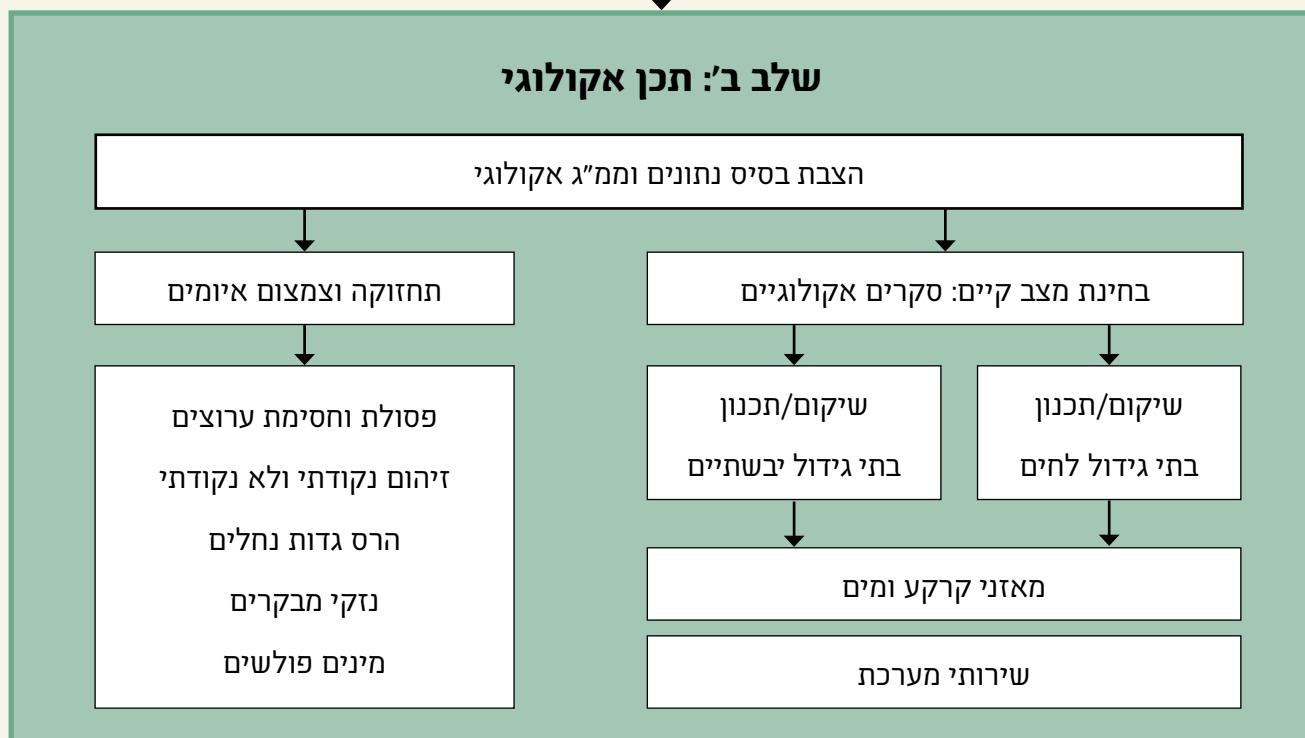 שלב ב': תכן אקולוגי
הצבת בסיס נתונים וממ"ג אקולוגי
בחינת מצב קיים: סקרים אקולוגיים
שיקום/תכנון
בתי גידול לחים
שיקום/תכנון
בתי גידול יבשתיים
מאזני קרקע ומים
שירותי מערכת
תחזוקה וצמצום איומים
פסולת וחסימת ערוצים
זיהום נקודתי ולא נקודתי
הרס גדות נחלים
נזקי מבקרים
מינים פולשים